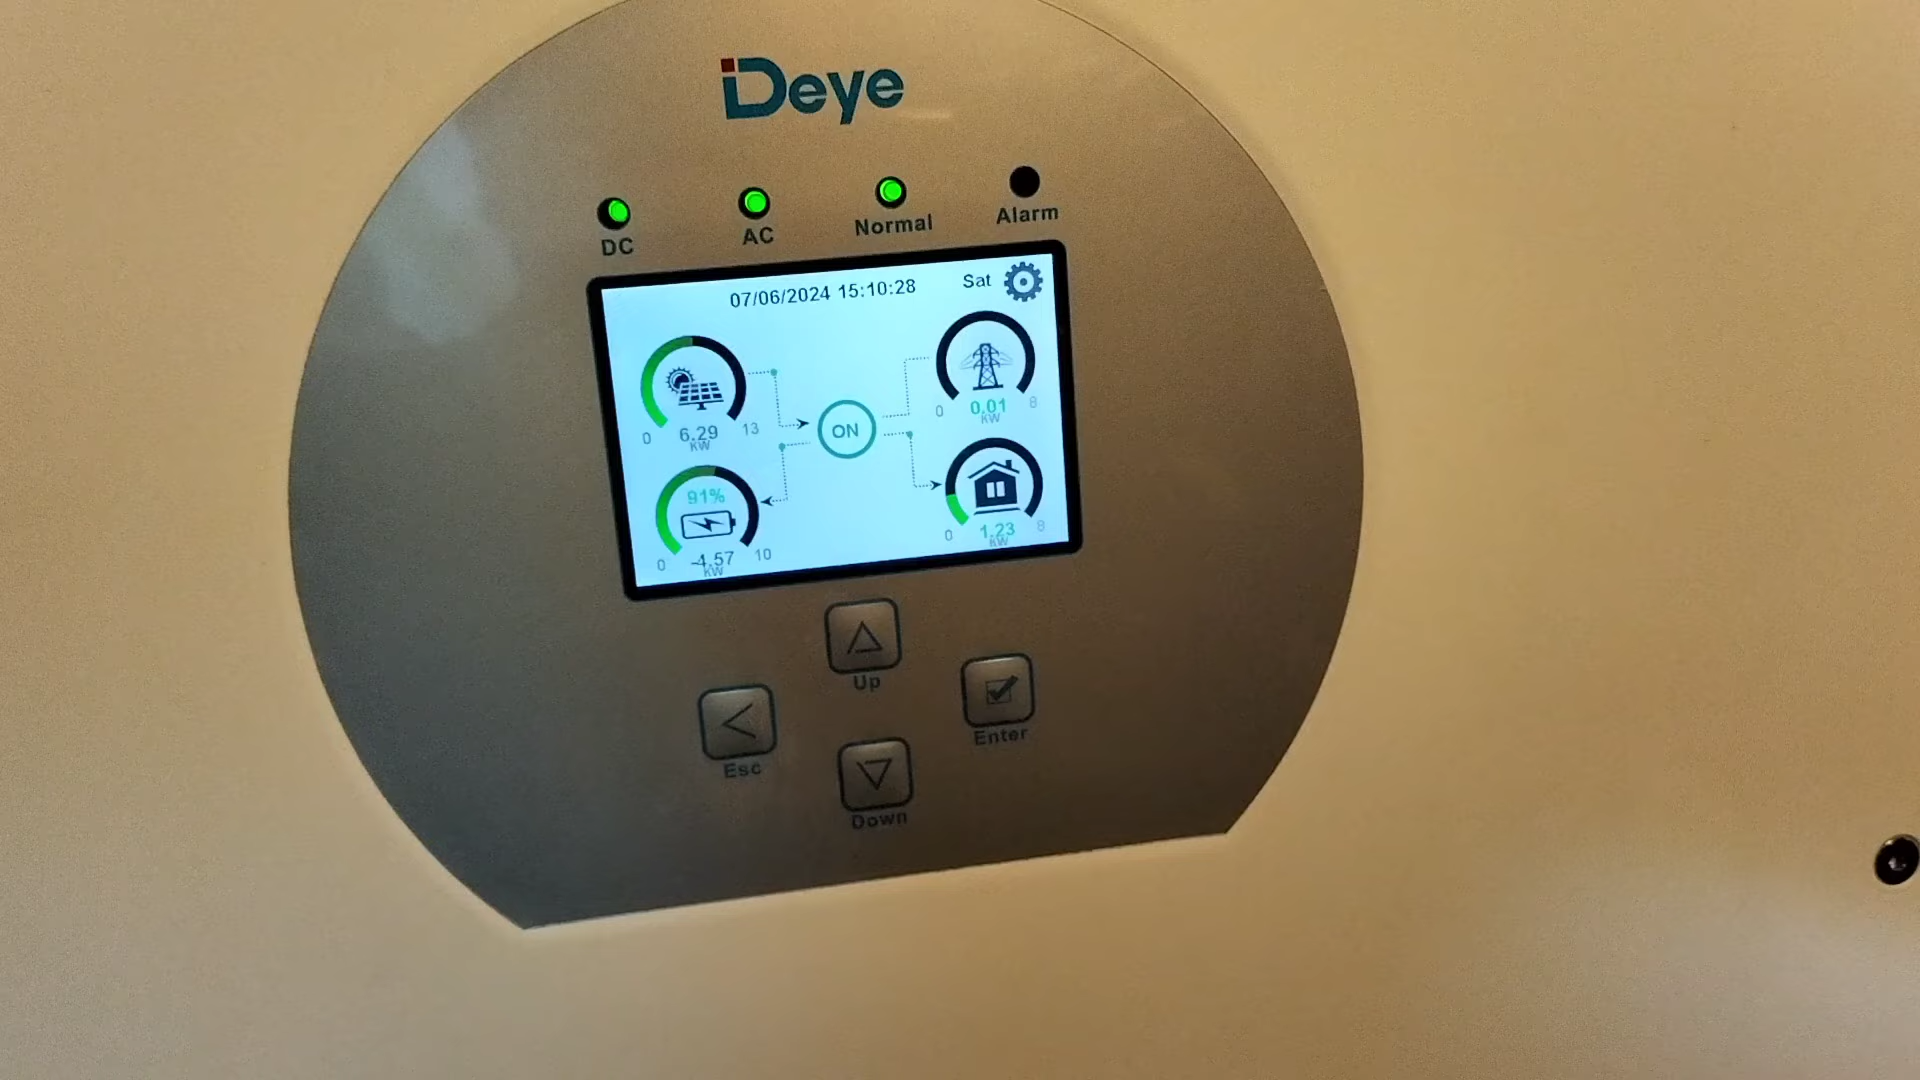 Deye
DC AC Normal Alarm
07/06/2024 15:10:28 Sat
0 6.29 13
KW
0 0.01 8
KW
ON
91%
0 -4.57 10
KW
0 1.23 8
KW
Up
Esc
Enter
Down